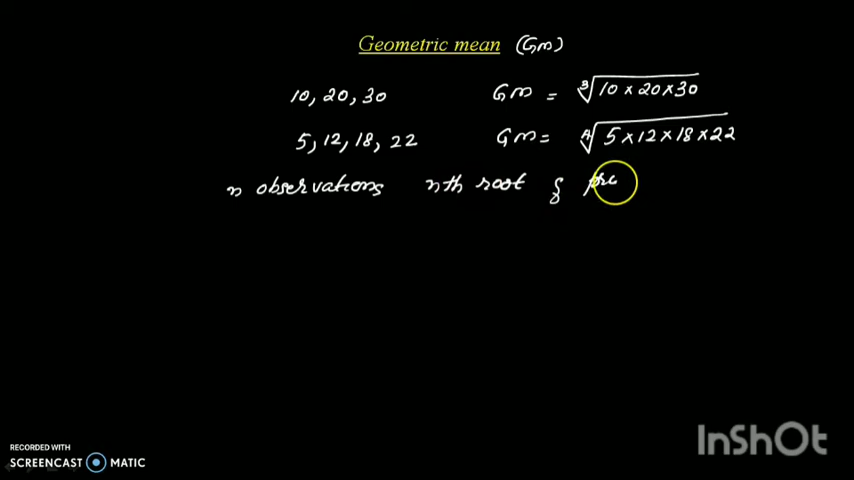 Geometric mean (Gm)
10, 20, 30 Gm = ∛10 × 20 × 30
5, 12, 18, 22 Gm = ∜5 × 12 × 18 × 22
n observations nth root of
RECORDED WITH
SCREENCAST MATIC
InShOt